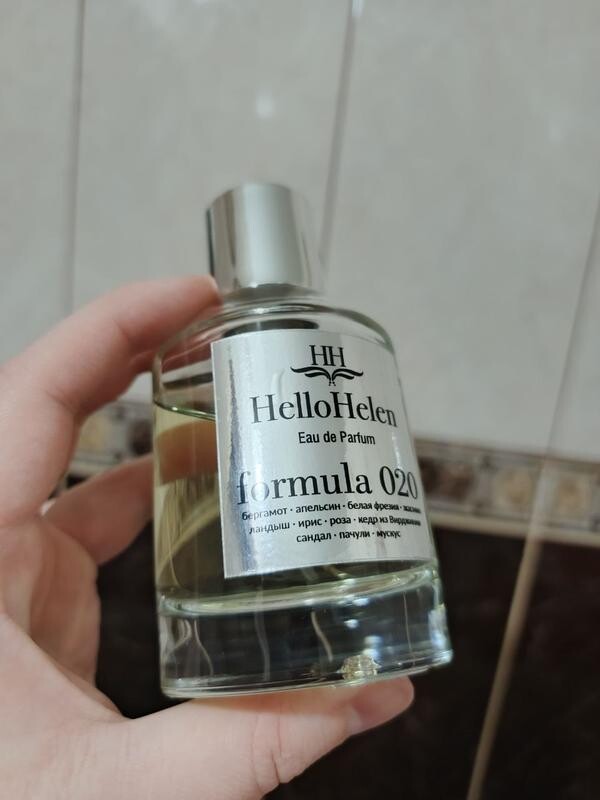 HH
HelloHelen
Eau de Parfum
formula 020
бергамот · апельсин · белая фрезия · жасмин
ландыш · ирис · роза · кедр из Вирджинии
сандал · пачули · мускус